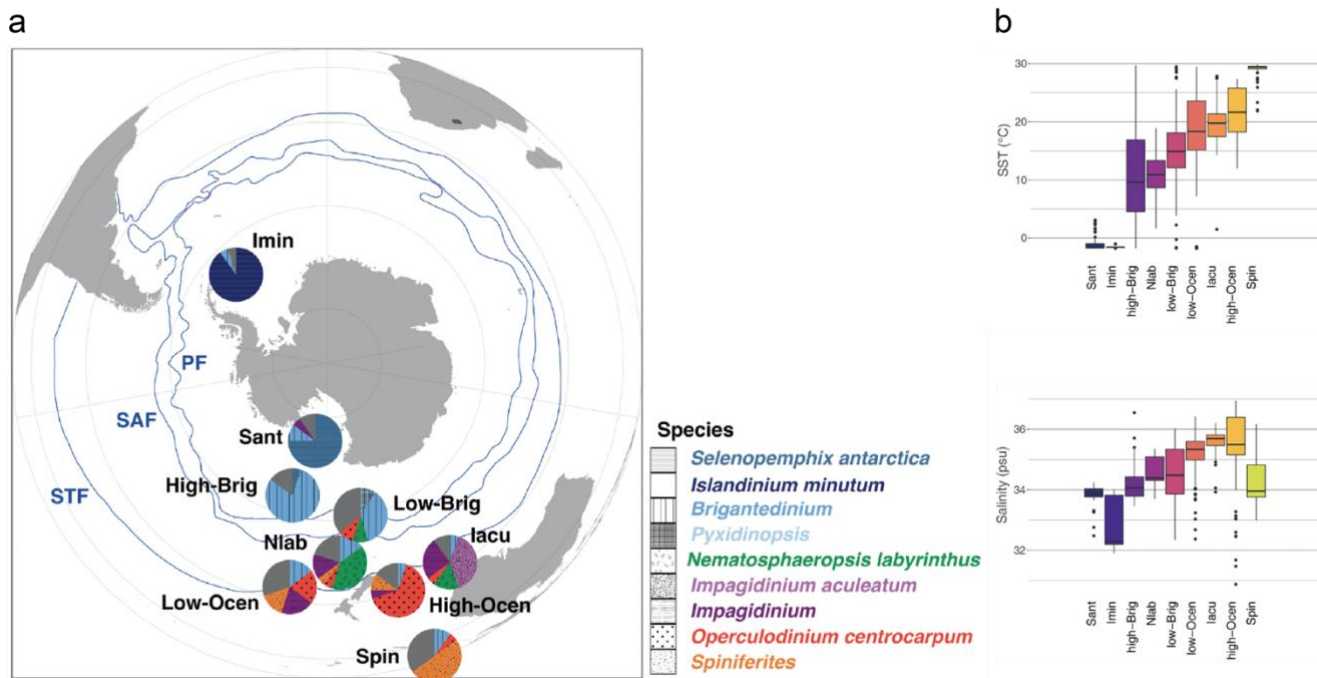 a
Imin
PF
SAF
STF
Sant
High-Brig
Low-Brig
Nlab
Iacu
Low-Ocen
High-Ocen
Spin
Species
Selenopemphix antarctica
Islandinium minutum
Brigantedinium
Pyxidinopsis
Nematosphaeropsis labyrinthus
Impagidinium aculeatum
Impagidinium
Operculodinium centrocarpum
Spiniferites
b
SST (°C)
30
20
10
0
Sant
Imin
high-Brig
Nlab
low-Brig
low-Ocen
Iacu
high-Ocen
Spin
Salinity (psu)
36
34
32
Sant
Imin
high-Brig
Nlab
low-Brig
low-Ocen
Iacu
high-Ocen
Spin